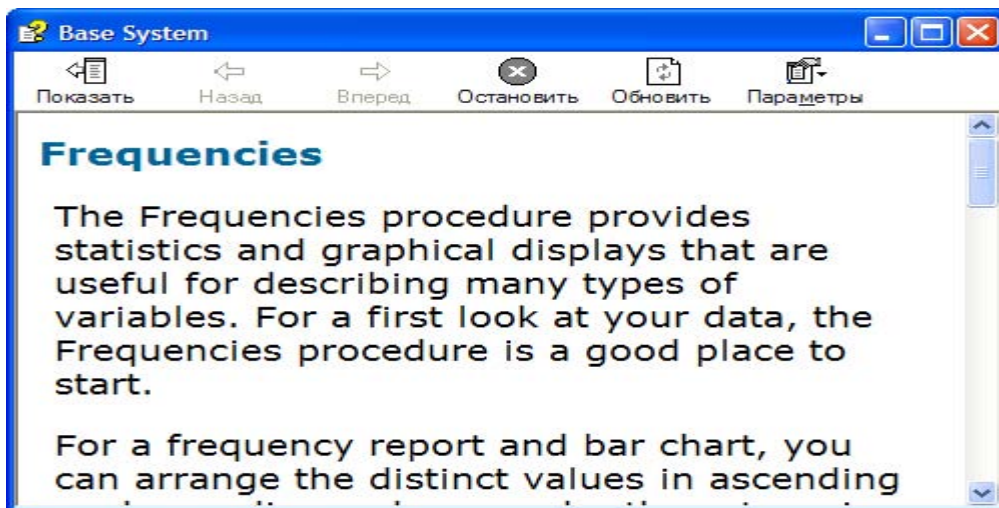 Base System
Показать Назад Вперед Остановить Обновить Параметры
Frequencies
The Frequencies procedure provides
statistics and graphical displays that are
useful for describing many types of
variables. For a first look at your data, the
Frequencies procedure is a good place to
start.
For a frequency report and bar chart, you
can arrange the distinct values in ascending